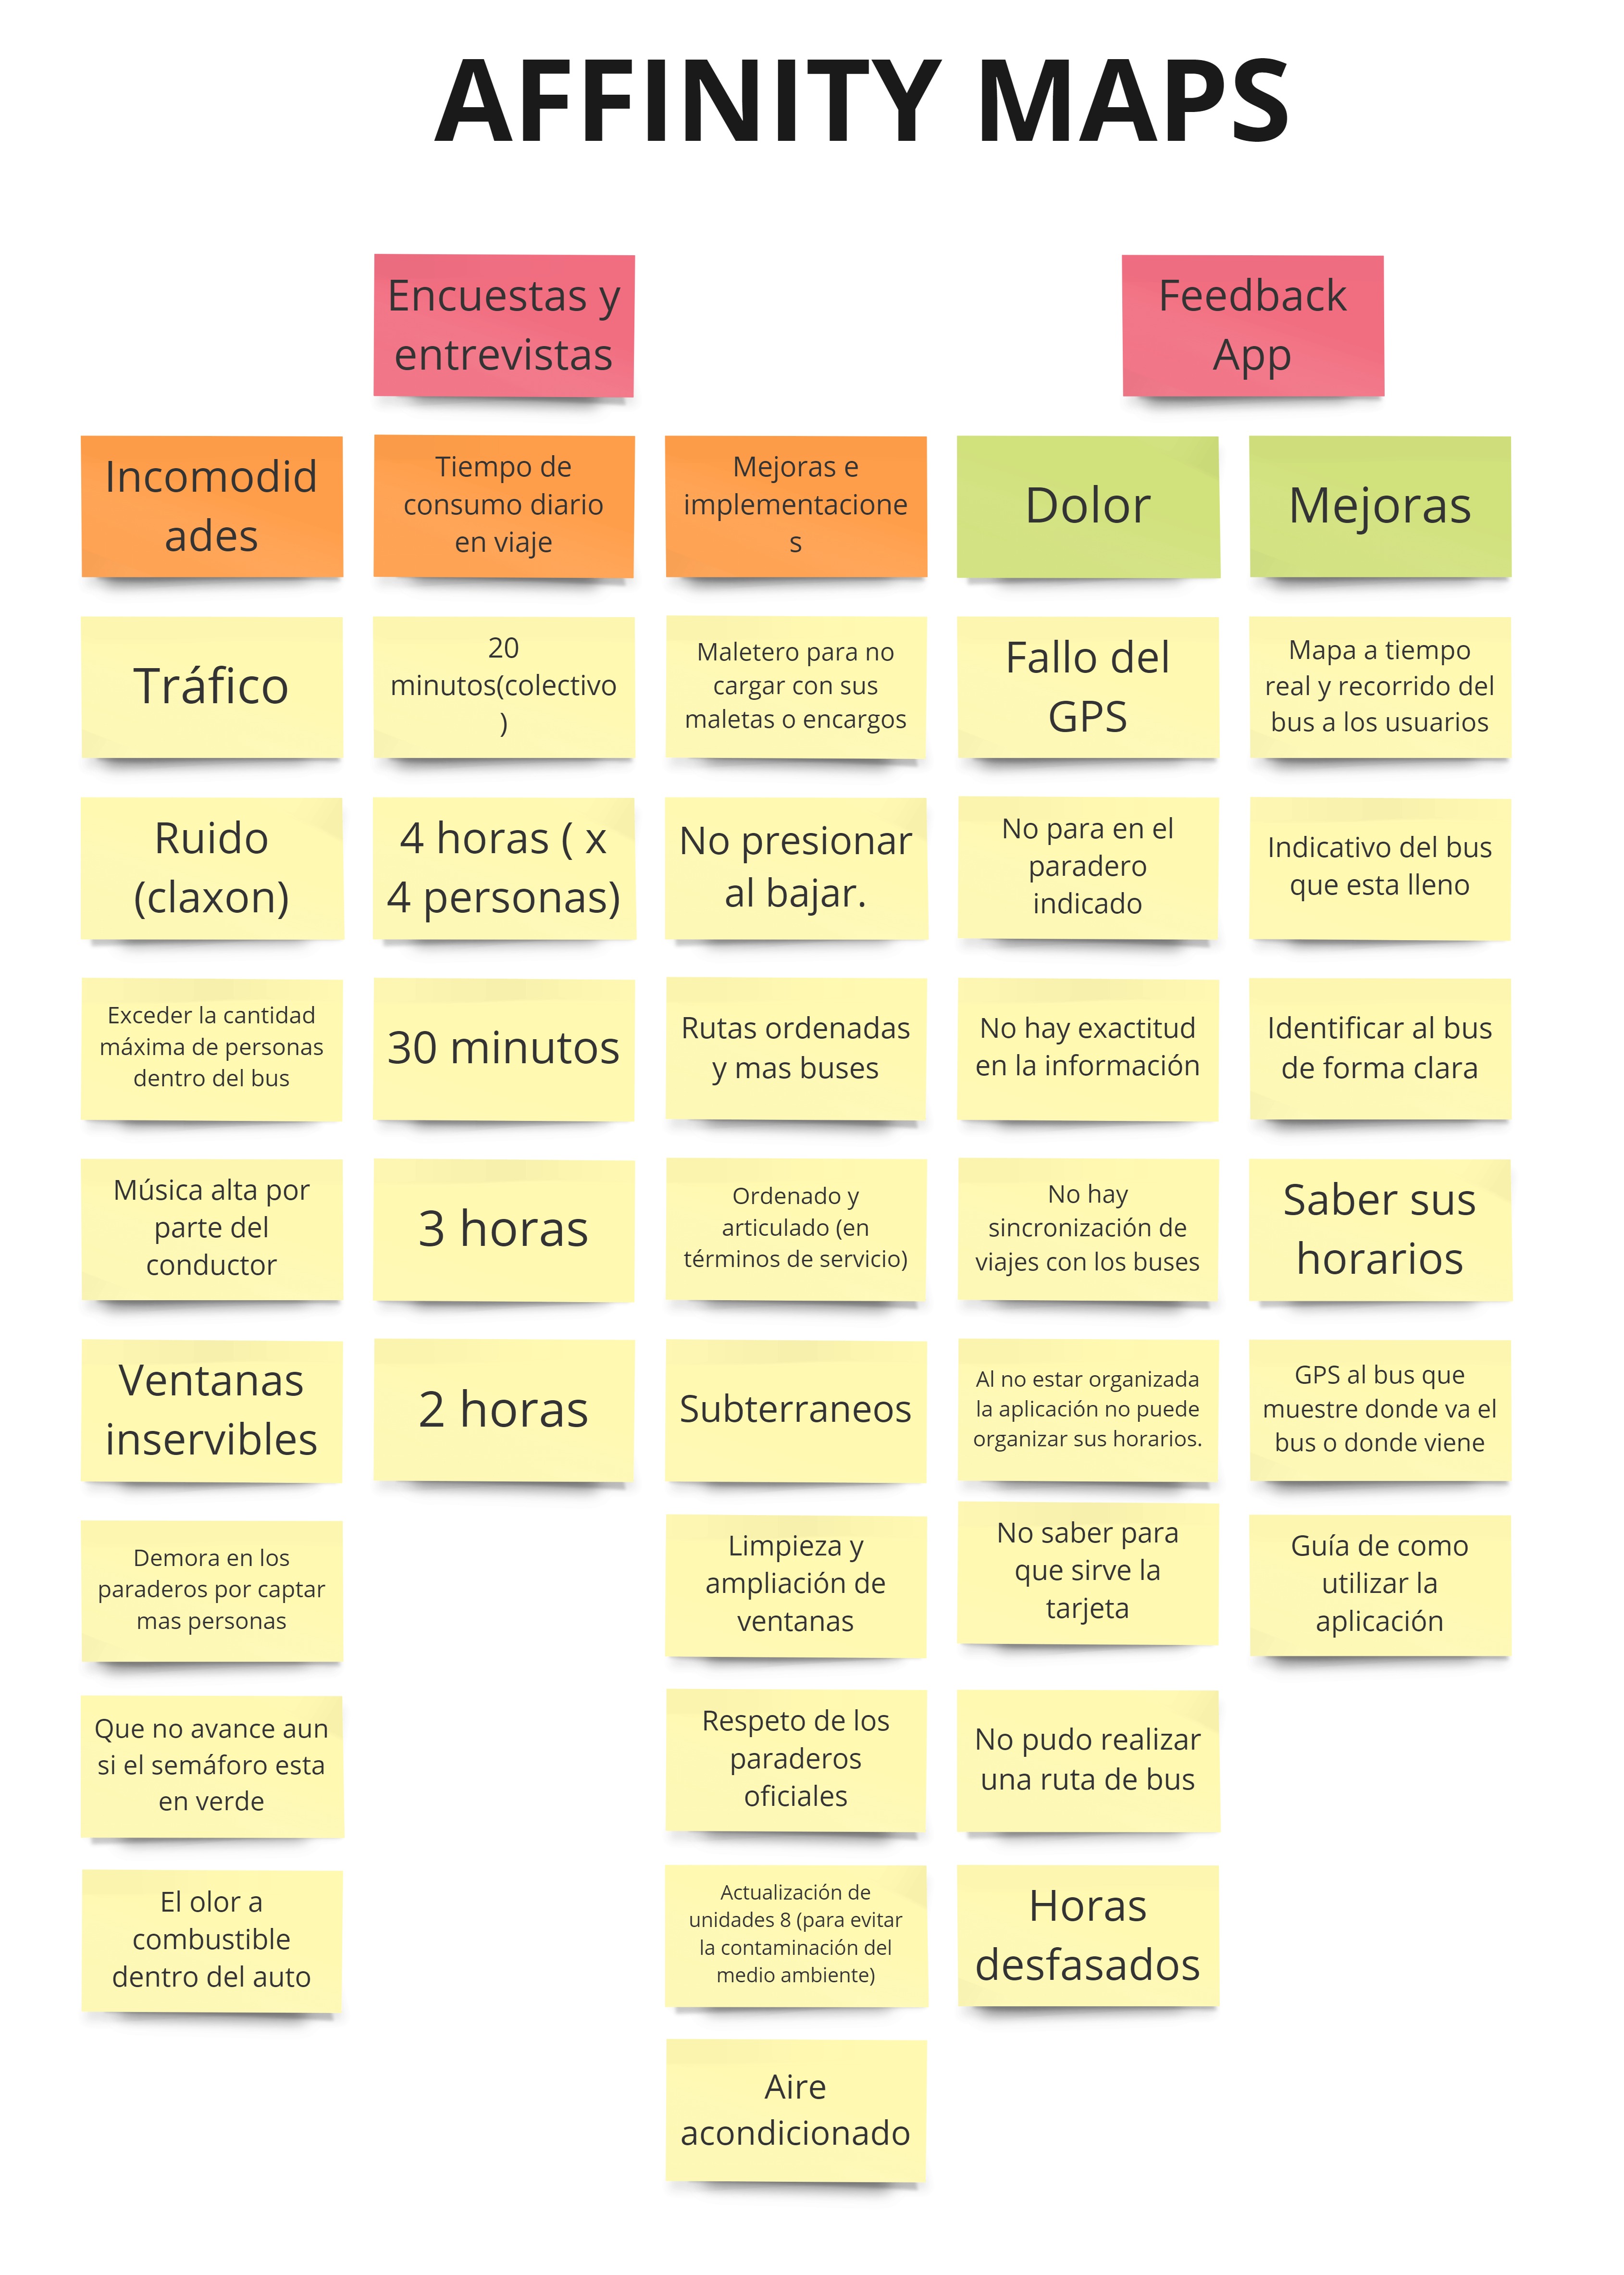 AFFINITY MAPS
Encuestas y
entrevistas
Feedback
App
Incomodid
ades
Tiempo de
consumo diario
en viaje
Mejoras e
implementacione
s
Dolor
Mejoras
Tráfico
20
minutos(colectivo
)
Maletero para no
cargar con sus
maletas o encargos
Fallo del
GPS
Mapa a tiempo
real y recorrido del
bus a los usuarios
Ruido
(claxon)
4 horas ( x
4 personas)
No presionar
al bajar.
No para en el
paradero
indicado
Indicativo del bus
que esta lleno
Exceder la cantidad
máxima de personas
dentro del bus
30 minutos
Rutas ordenadas
y mas buses
No hay exactitud
en la información
Identificar al bus
de forma clara
Música alta por
parte del
conductor
3 horas
Ordenado y
articulado (en
términos de servicio)
No hay
sincronización de
viajes con los buses
Saber sus
horarios
Ventanas
inservibles
2 horas
Subterraneos
Al no estar organizada
la aplicación no puede
organizar sus horarios.
GPS al bus que
muestre donde va el
bus o donde viene
Demora en los
paraderos por captar
mas personas
Limpieza y
ampliación de
ventanas
No saber para
que sirve la
tarjeta
Guía de como
utilizar la
aplicación
Que no avance aun
si el semáforo esta
en verde
Respeto de los
paraderos
oficiales
No pudo realizar
una ruta de bus
El olor a
combustible
dentro del auto
Actualización de
unidades 8 (para evitar
la contaminación del
medio ambiente)
Horas
desfasados
Aire
acondicionado